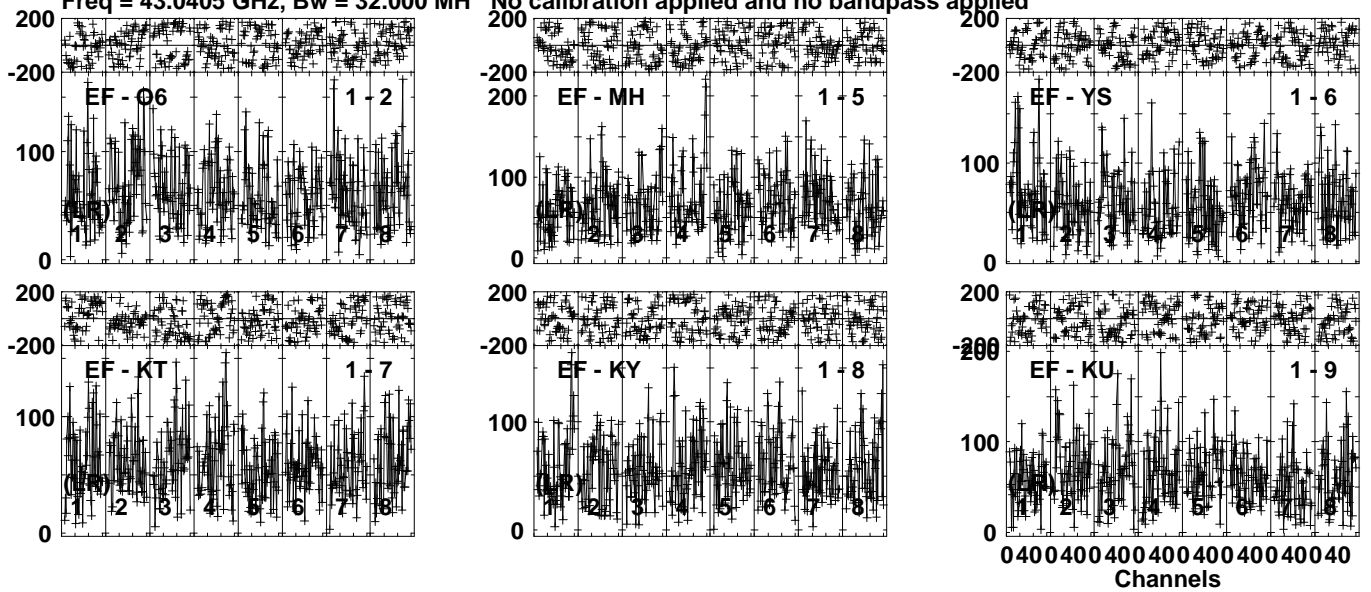 Freq = 43.0405 GHz, Bw = 32.000 MH No calibration applied and no bandpass applied
200
-200
EF - O6 1 - 2
100
(LR)
1 2 3 4 5 6 7 8
0
200
-200
200
EF - MH 1 - 5
100
(LR)
1 2 3 4 5 6 7 8
0
200
-200
EF - YS 1 - 6
100
(LR)
1 2 3 4 5 6 7 8
0
200
-200
EF - KT 1 - 7
100
(LR)
1 2 3 4 5 6 7 8
0
200
-200
EF - KY 1 - 8
100
(LR)
1 2 3 4 5 6 7 8
0
200
-200
200
EF - KU 1 - 9
100
(LR)
1 2 3 4 5 6 7 8
0
0 40 0 40 0 40 0 40 0 40 0 40 0 40 0 40
Channels